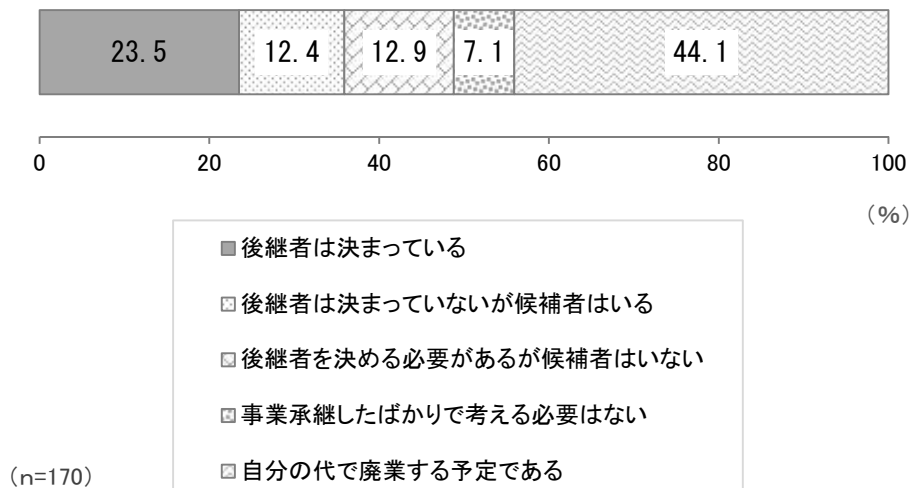 23.5 12.4 12.9 7.1 44.1
0 20 40 60 80 100
（％）
後継者は決まっている
後継者は決まっていないが候補者はいる
後継者を決める必要があるが候補者はいない
事業承継したばかりで考える必要はない
自分の代で廃業する予定である
（n=170）